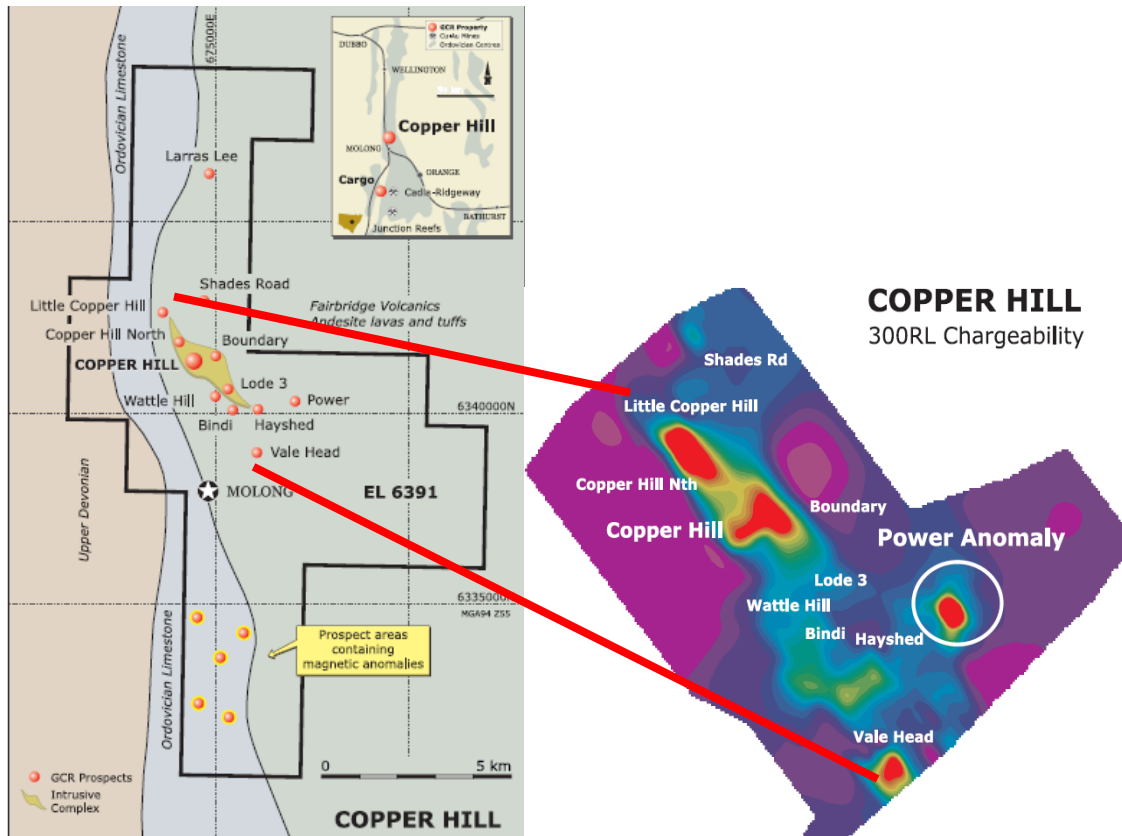 675000E
Ordovician Limestone
Larras Lee
GCR Property
Cu±Au Mines
Ordovician Centres
DUBBO
WELLINGTON
Copper Hill
MOLONG
ORANGE
Cargo
Cadia-Ridgeway
BATHURST
Junction Reefs
Shades Road
Little Copper Hill
Fairbridge Volcanics
Andesite lavas and tuffs
Copper Hill North
Boundary
COPPER HILL
Lode 3
Wattle Hill
Power
6340000N
Bindi
Hayshed
Vale Head
MOLONG
EL 6391
Upper Devonian
6335000N
MGA94 Z55
Prospect areas
containing
magnetic anomalies
Ordovician Limestone
GCR Prospects
Intrusive
Complex
0
5 km
COPPER HILL
COPPER HILL
300RL Chargeability
Shades Rd
Little Copper Hill
Copper Hill Nth
Boundary
Copper Hill
Power Anomaly
Lode 3
Wattle Hill
Bindi
Hayshed
Vale Head